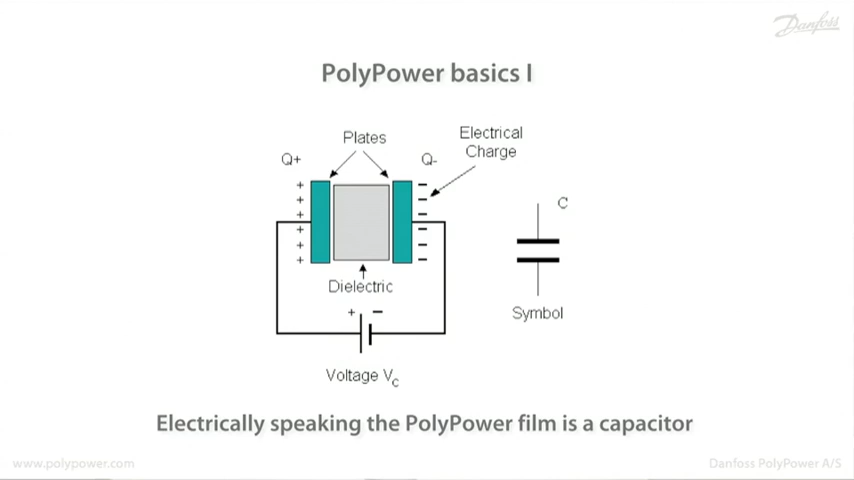 Danfoss
PolyPower basics I
Plates
Electrical
Charge
Q+
Q-
+ −
+ −
+ −
+ −
+ −
+ −
C
Dielectric
Symbol
+ −
Voltage Vc
Electrically speaking the PolyPower film is a capacitor
www.polypower.com
Danfoss PolyPower A/S